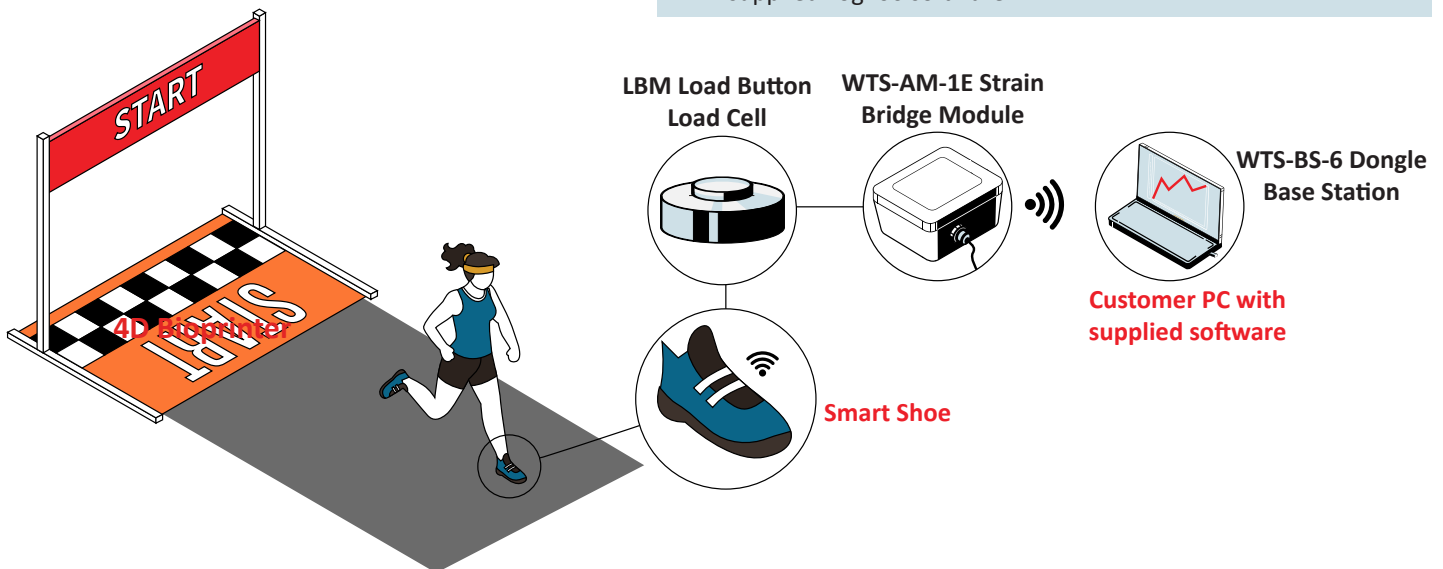 START
LBM Load Button
Load Cell
WTS-AM-1E Strain
Bridge Module
WTS-BS-6 Dongle
Base Station
Customer PC with
supplied software
4D Bioprinter
START
Smart Shoe